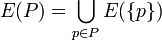 E(P) = ⋃_{p∈P} E({p})